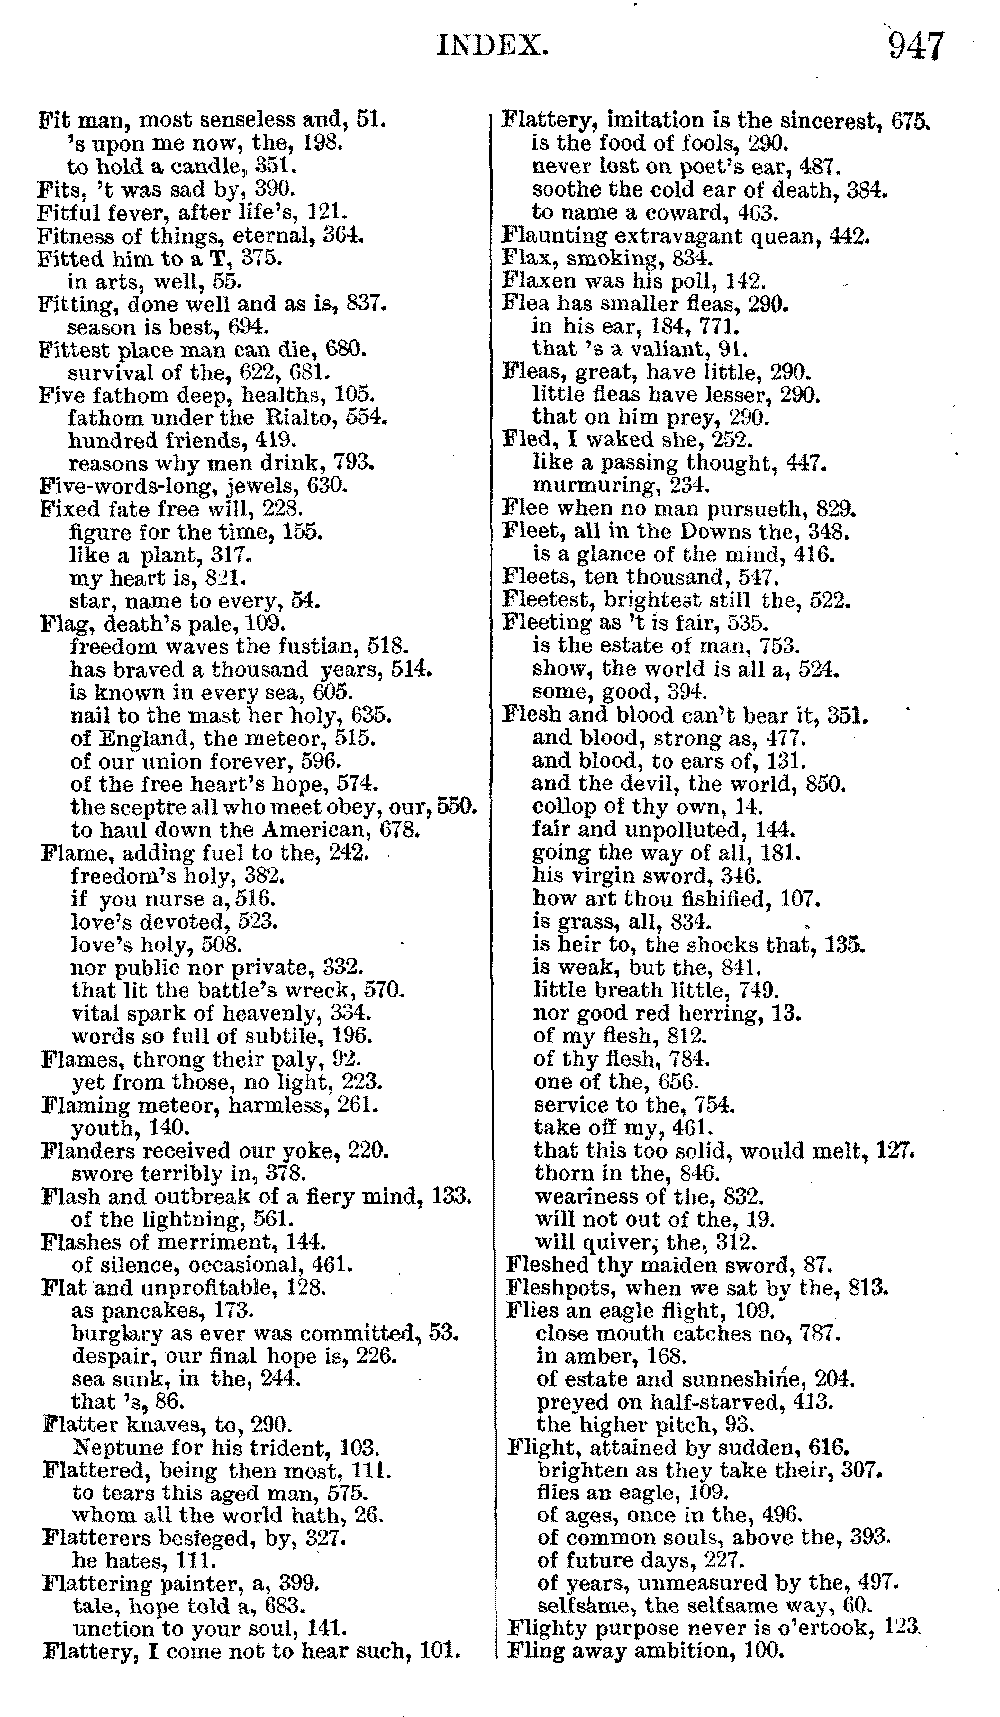 INDEX.
947
Fit man, most senseless and, 51.
's upon me now, the, 198.
to hold a candle, 351.
Fits, 't was sad by, 390.
Fitful fever, after life's, 121.
Fitness of things, eternal, 364.
Fitted him to a T, 375.
in arts, well, 55.
Fitting, done well and as is, 837.
season is best, 694.
Fittest place man can die, 680.
survival of the, 622, 681.
Five fathom deep, healths, 105.
fathom under the Rialto, 554.
hundred friends, 419.
reasons why men drink, 793.
Five-words-long, jewels, 630.
Fixed fate free will, 228.
figure for the time, 155.
like a plant, 317.
my heart is, 821.
star, name to every, 54.
Flag, death's pale, 109.
freedom waves the fustian, 518.
has braved a thousand years, 514.
is known in every sea, 605.
nail to the mast her holy, 635.
of England, the meteor, 515.
of our union forever, 596.
of the free heart's hope, 574.
the sceptre all who meet obey, our, 550.
to haul down the American, 678.
Flame, adding fuel to the, 242.
freedom's holy, 382.
if you nurse a, 516.
love's devoted, 523.
love's holy, 508.
nor public nor private, 332.
that lit the battle's wreck, 570.
vital spark of heavenly, 334.
words so full of subtile, 196.
Flames, throng their paly, 92.
yet from those, no light, 223.
Flaming meteor, harmless, 261.
youth, 140.
Flanders received our yoke, 220.
swore terribly in, 378.
Flash and outbreak of a fiery mind, 133.
of the lightning, 561.
Flashes of merriment, 144.
of silence, occasional, 461.
Flat and unprofitable, 128.
as pancakes, 173.
burglary as ever was committed, 53.
despair, our final hope is, 226.
sea sunk, in the, 244.
that 's, 86.
Flatter knaves, to, 290.
Neptune for his trident, 103.
Flattered, being then most, 111.
to tears this aged man, 575.
whom all the world hath, 26.
Flatterers besieged, by, 327.
he hates, 111.
Flattering painter, a, 399.
tale, hope told a, 683.
unction to your soul, 141.
Flattery, I come not to hear such, 101.
Flattery, imitation is the sincerest, 675.
is the food of fools, 290.
never lost on poet's ear, 487.
soothe the cold ear of death, 384.
to name a coward, 463.
Flaunting extravagant quean, 442.
Flax, smoking, 834.
Flaxen was his poll, 142.
Flea has smaller fleas, 290.
in his ear, 184, 771.
that 's a valiant, 91.
Fleas, great, have little, 290.
little fleas have lesser, 290.
that on him prey, 290.
Fled, I waked she, 252.
like a passing thought, 447.
murmuring, 234.
Flee when no man pursueth, 829.
Fleet, all in the Downs the, 348.
is a glance of the mind, 416.
Fleets, ten thousand, 547.
Fleetest, brightest still the, 522.
Fleeting as 't is fair, 535.
is the estate of man, 753.
show, the world is all a, 524.
some, good, 394.
Flesh and blood can't bear it, 351.
and blood, strong as, 477.
and blood, to ears of, 131.
and the devil, the world, 850.
collop of thy own, 14.
fair and unpolluted, 144.
going the way of all, 181.
his virgin sword, 346.
how art thou fishified, 107.
is grass, all, 834.
is heir to, the shocks that, 135.
is weak, but the, 841.
little breath little, 749.
nor good red herring, 13.
of my flesh, 812.
of thy flesh, 784.
one of the, 656.
service to the, 754.
take off my, 461.
that this too solid, would melt, 127.
thorn in the, 846.
weariness of the, 832.
will not out of the, 19.
will quiver, the, 312.
Fleshed thy maiden sword, 87.
Fleshpots, when we sat by the, 813.
Flies an eagle flight, 109.
close mouth catches no, 787.
in amber, 168.
of estate and sunneshine, 204.
preyed on half-starved, 413.
the higher pitch, 93.
Flight, attained by sudden, 616.
brighten as they take their, 307.
flies an eagle, 109.
of ages, once in the, 496.
of common souls, above the, 393.
of future days, 227.
of years, unmeasured by the, 497.
selfsame, the selfsame way, 60.
Flighty purpose never is o'ertook, 123.
Fling away ambition, 100.